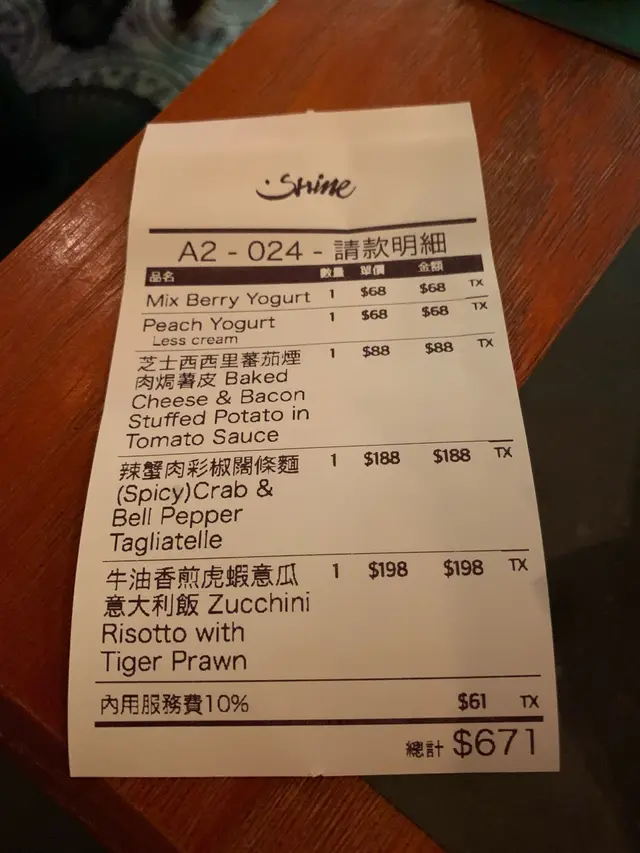 Shine
A2 - 024 - 請款明細
品名 數量 單價 金額
Mix Berry Yogurt 1 $68 $68 TX
Peach Yogurt 1 $68 $68 TX
Less cream
芝士西西里蕃茄煙 1 $88 $88 TX
肉焗薯皮 Baked
Cheese & Bacon
Stuffed Potato in
Tomato Sauce
辣蟹肉彩椒闊條麵 1 $188 $188 TX
(Spicy)Crab &
Bell Pepper
Tagliatelle
牛油香煎虎蝦意瓜 1 $198 $198 TX
意大利飯 Zucchini
Risotto with
Tiger Prawn
內用服務費10% $61 TX
總計 $671